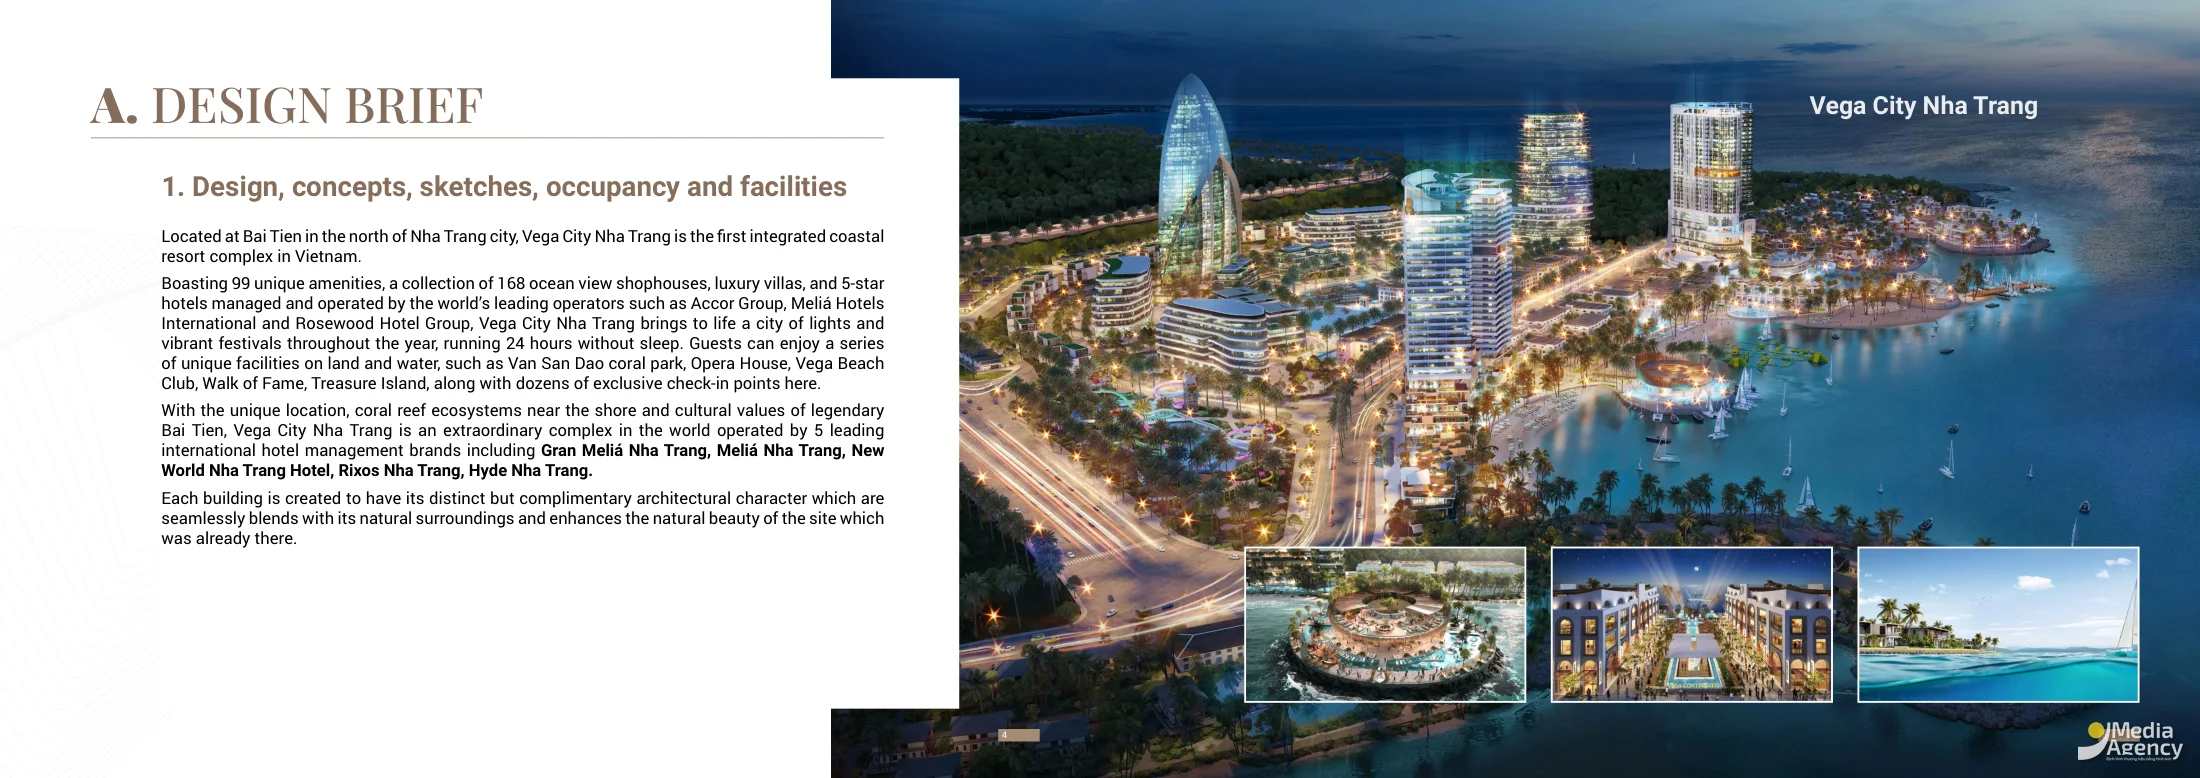 A. DESIGN BRIEF
1. Design, concepts, sketches, occupancy and facilities
Located at Bai Tien in the north of Nha Trang city, Vega City Nha Trang is the first integrated coastal
resort complex in Vietnam.
Boasting 99 unique amenities, a collection of 168 ocean view shophouses, luxury villas, and 5-star
hotels managed and operated by the world’s leading operators such as Accor Group, Meliá Hotels
International and Rosewood Hotel Group, Vega City Nha Trang brings to life a city of lights and
vibrant festivals throughout the year, running 24 hours without sleep. Guests can enjoy a series
of unique facilities on land and water, such as Van San Dao coral park, Opera House, Vega Beach
Club, Walk of Fame, Treasure Island, along with dozens of exclusive check-in points here.
With the unique location, coral reef ecosystems near the shore and cultural values of legendary
Bai Tien, Vega City Nha Trang is an extraordinary complex in the world operated by 5 leading
international hotel management brands including Gran Meliá Nha Trang, Meliá Nha Trang, New
World Nha Trang Hotel, Rixos Nha Trang, Hyde Nha Trang.
Each building is created to have its distinct but complimentary architectural character which are
seamlessly blends with its natural surroundings and enhances the natural beauty of the site which
was already there.
Vega City Nha Trang
4
Media
Agency